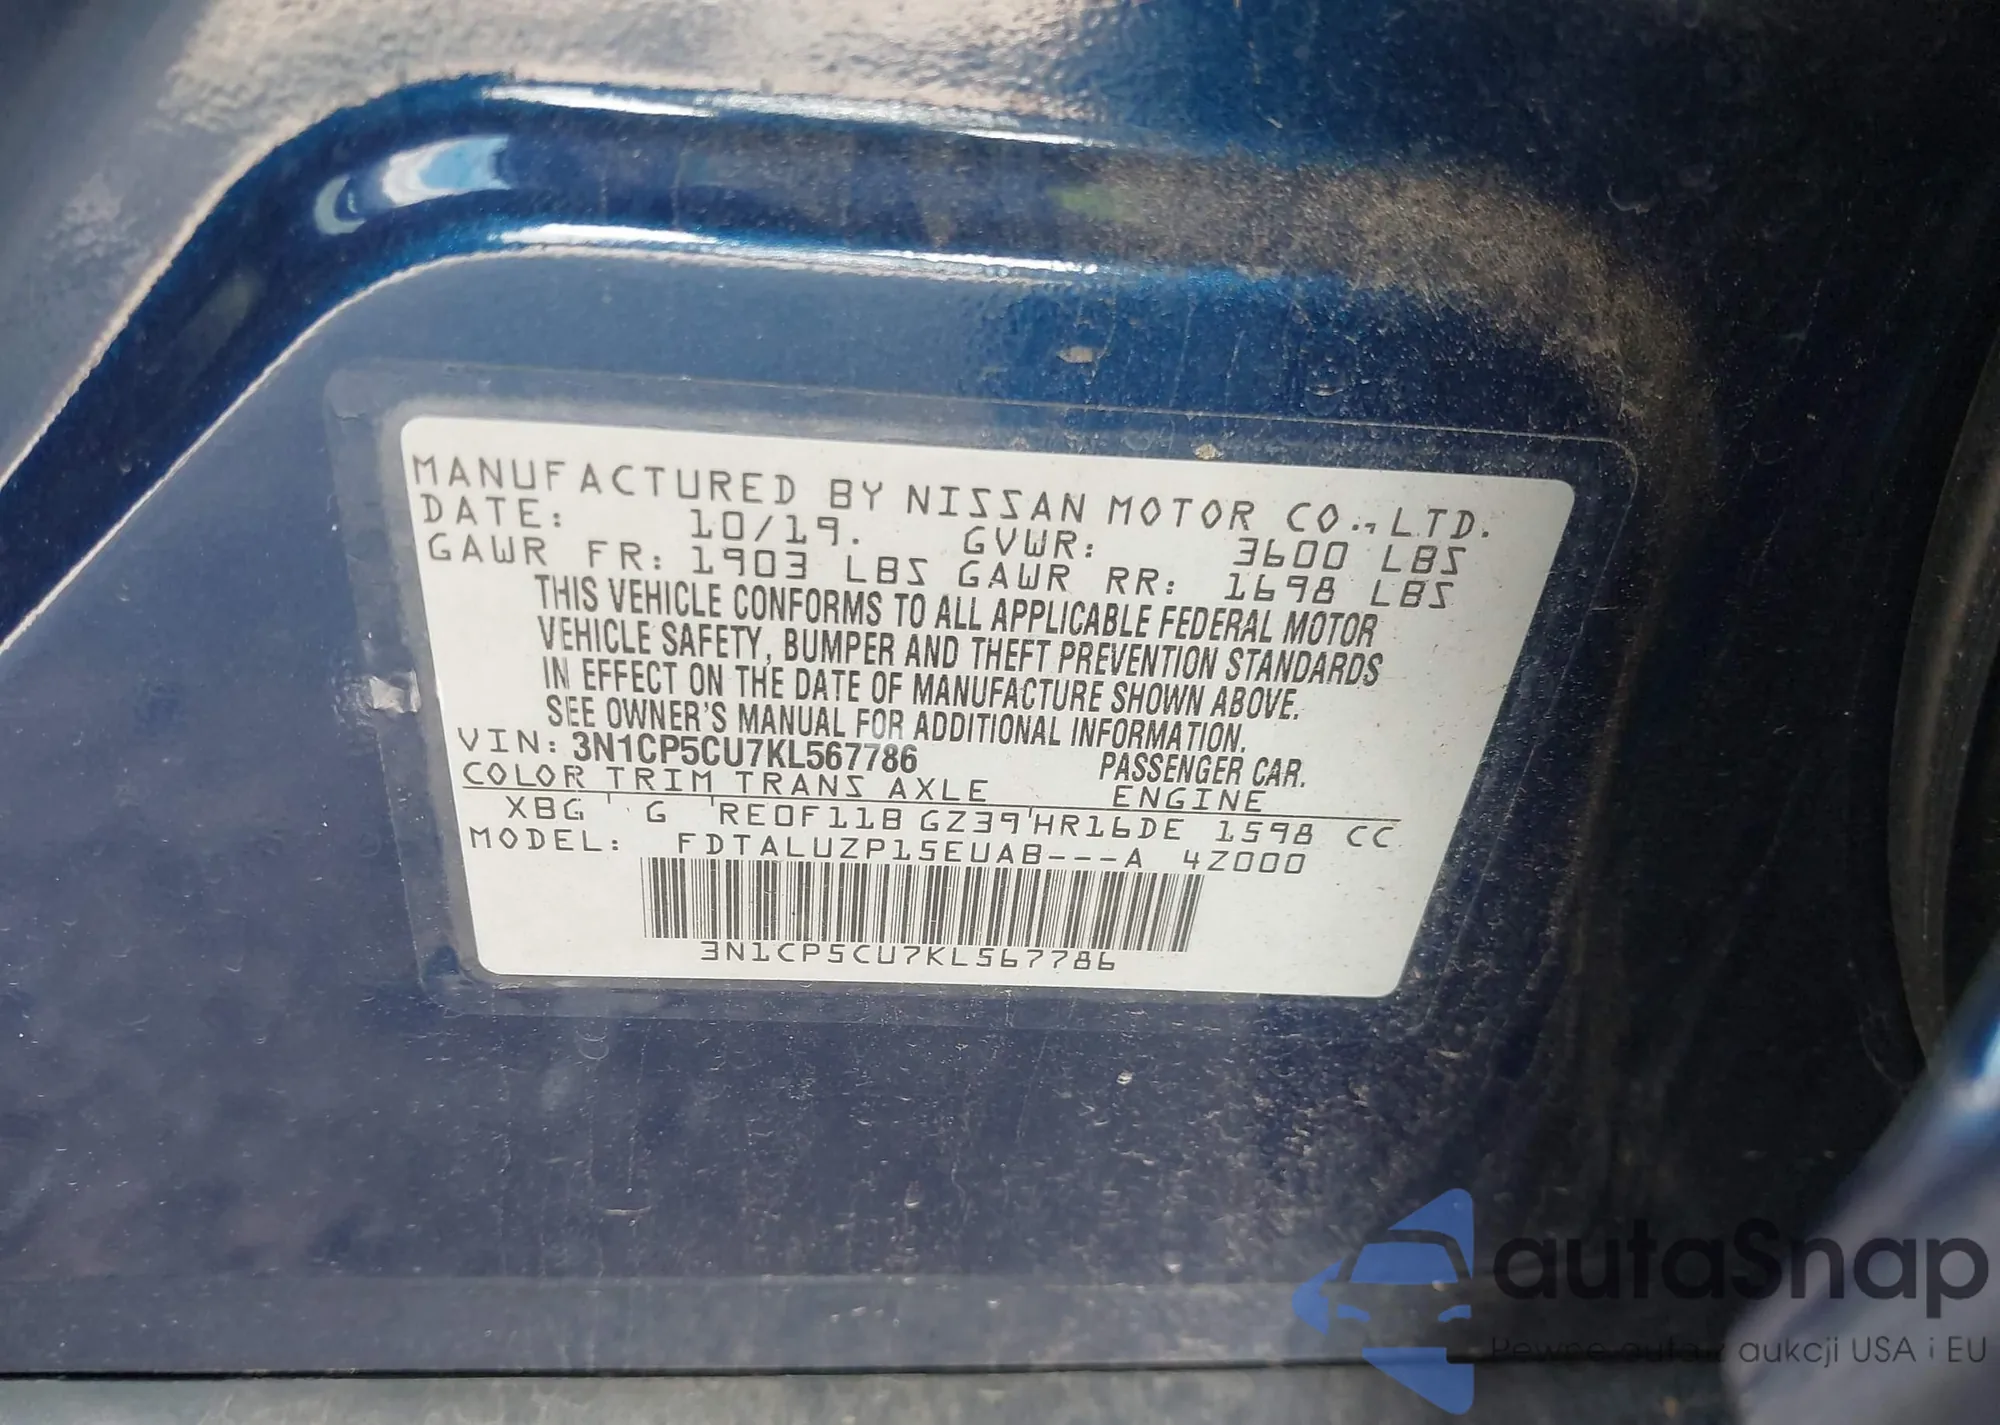 MANUFACTURED BY NISSAN MOTOR CO.,LTD.
DATE: 10/19. GVWR: 3600 LBS
GAWR FR: 1903 LBS GAWR RR: 1698 LBS
THIS VEHICLE CONFORMS TO ALL APPLICABLE FEDERAL MOTOR
VEHICLE SAFETY, BUMPER AND THEFT PREVENTION STANDARDS
IN EFFECT ON THE DATE OF MANUFACTURE SHOWN ABOVE.
SEE OWNER'S MANUAL FOR ADDITIONAL INFORMATION.
VIN: 3N1CP5CU7KL567786 PASSENGER CAR.
COLOR TRIM TRANS AXLE ENGINE
XBG G RE0F11B GZ39 HR16DE 1598 CC
MODEL: FDTALUZP15EUAB---A 4Z000
3N1CP5CU7KL567786
autaSnap
Pewne auta z aukcji USA i EU